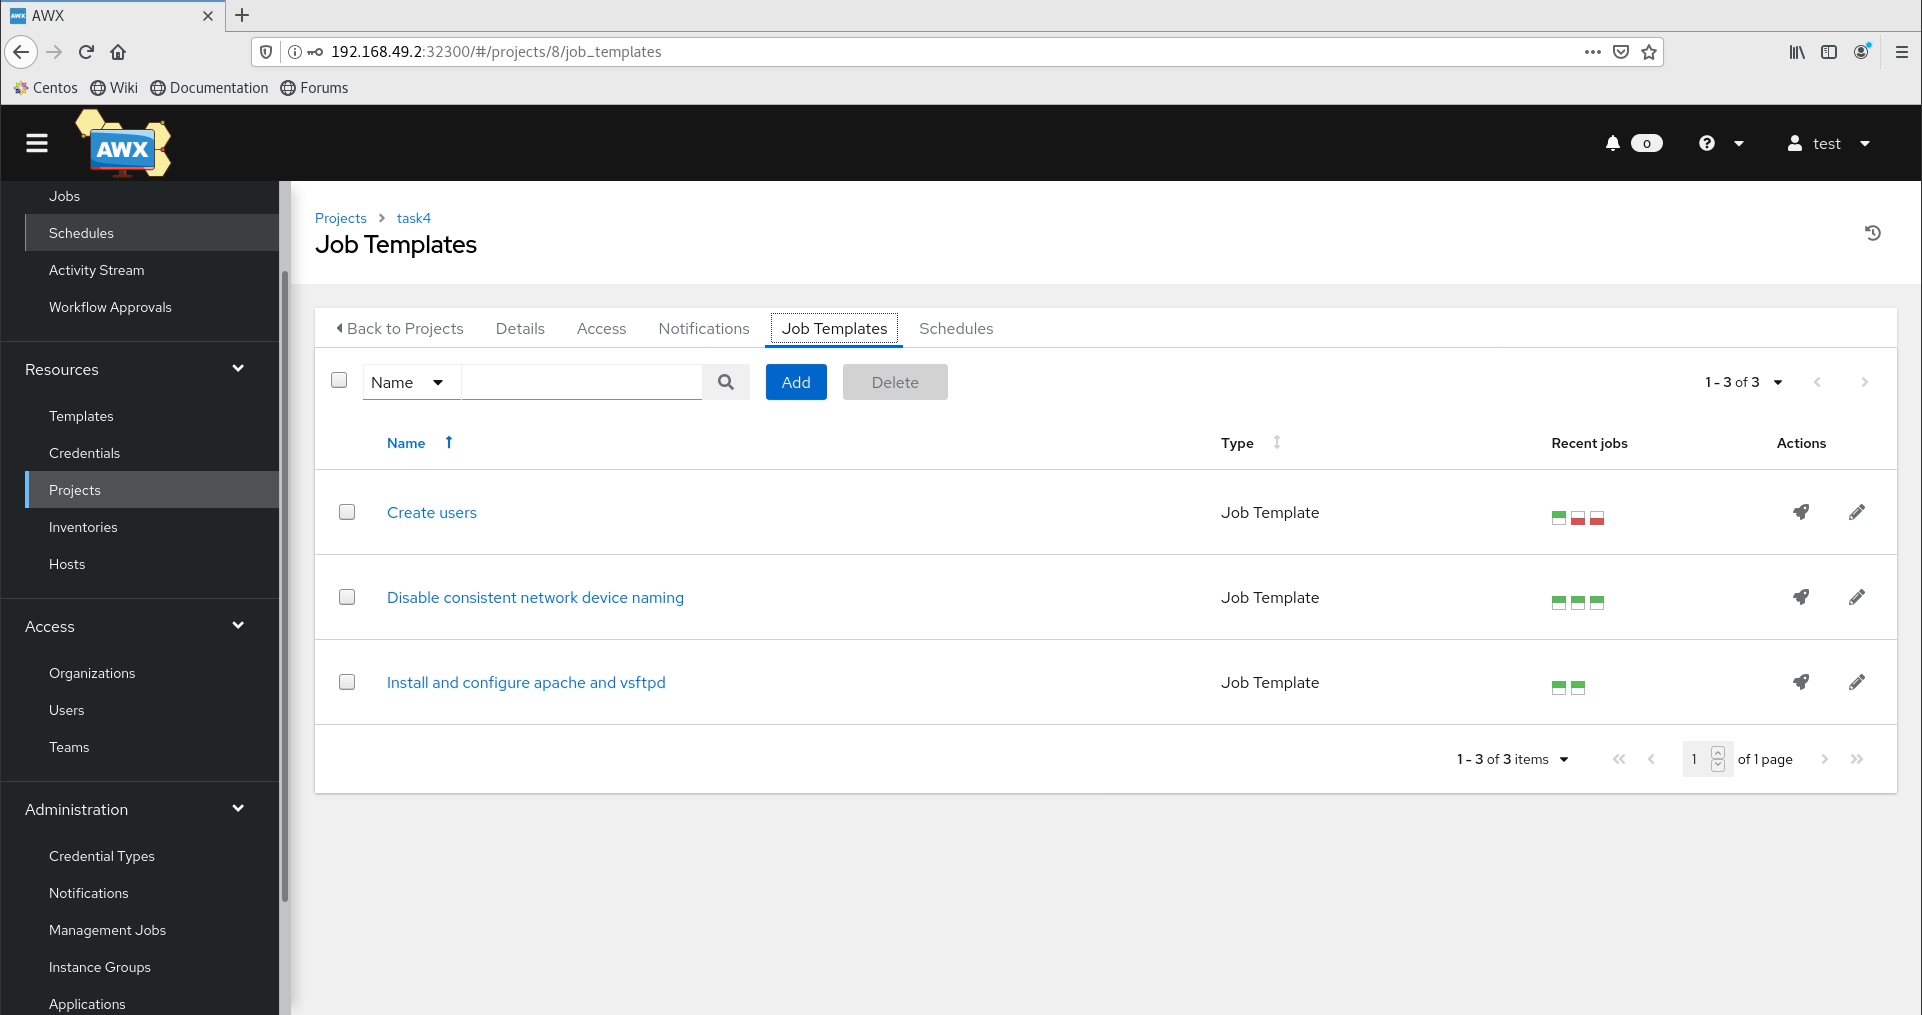 AWX
192.168.49.2:32300/#/projects/8/job_templates
Centos Wiki Documentation Forums
AWX
0
test
Jobs
Schedules
Activity Stream
Workflow Approvals
Resources
Templates
Credentials
Projects
Inventories
Hosts
Access
Organizations
Users
Teams
Administration
Credential Types
Notifications
Management Jobs
Instance Groups
Applications
Projects > task4
Job Templates
Back to Projects Details Access Notifications Job Templates Schedules
Name Add Delete 1 - 3 of 3
Name Type Recent jobs Actions
Create users Job Template
Disable consistent network device naming Job Template
Install and configure apache and vsftpd Job Template
1 - 3 of 3 items 1 of 1 page